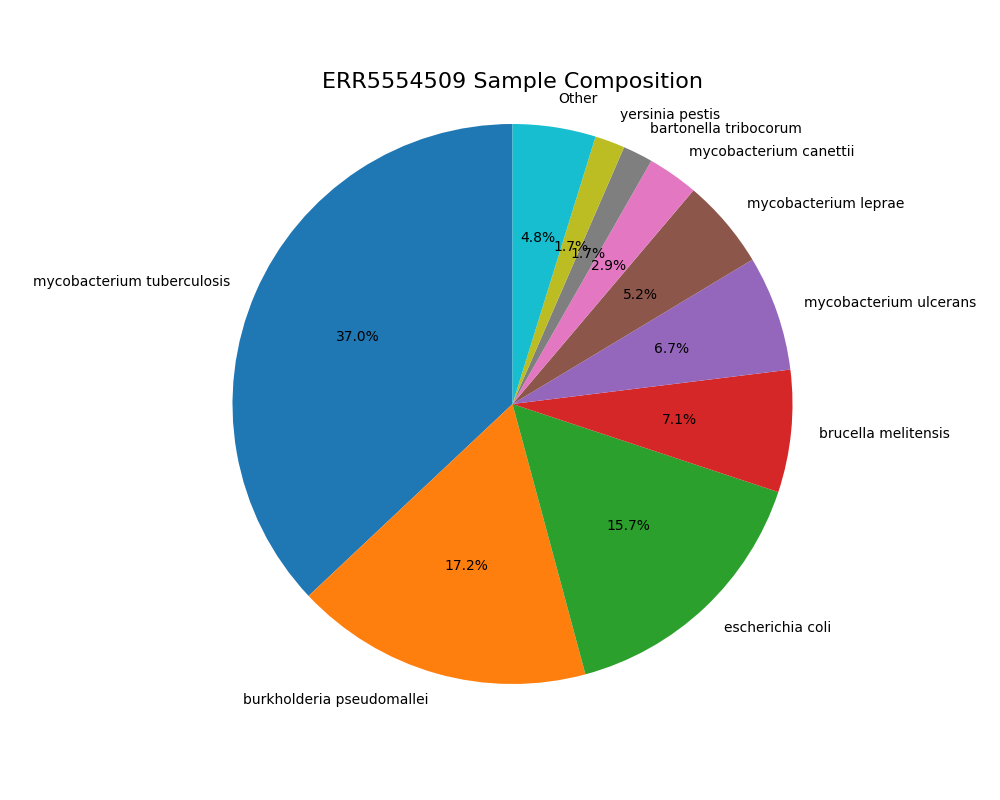 ERR5554509 Sample Composition
Other
yersinia pestis
bartonella tribocorum
mycobacterium canettii
mycobacterium leprae
mycobacterium ulcerans
brucella melitensis
escherichia coli
burkholderia pseudomallei
mycobacterium tuberculosis
4.8%
1.7%
1.7%
2.9%
5.2%
6.7%
7.1%
15.7%
17.2%
37.0%